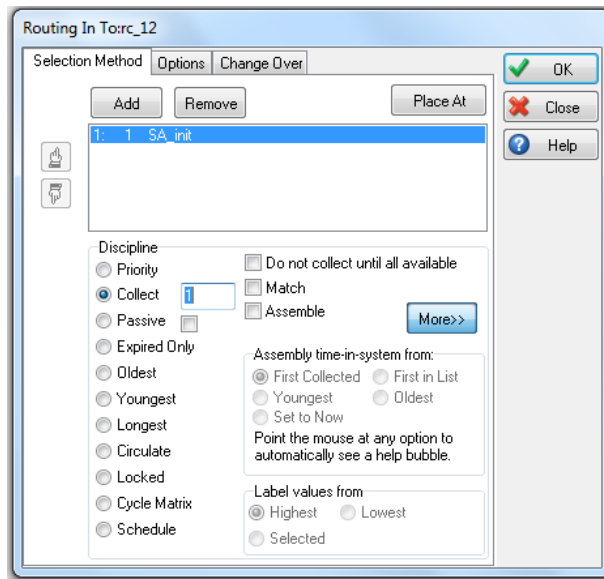 Routing In To:rc_12
Selection Method Options Change Over
OK
Add Remove Place At
Close
1: 1 SA_init
Help
Discipline
Priority
Do not collect until all available
Collect 1
Match
Assemble
Passive
More>>
Expired Only
Assembly time-in-system from:
Oldest
First Collected First in List
Youngest
Youngest Oldest
Longest
Set to Now
Circulate
Point the mouse at any option to
automatically see a help bubble.
Locked
Cycle Matrix
Label values from
Highest Lowest
Schedule
Selected